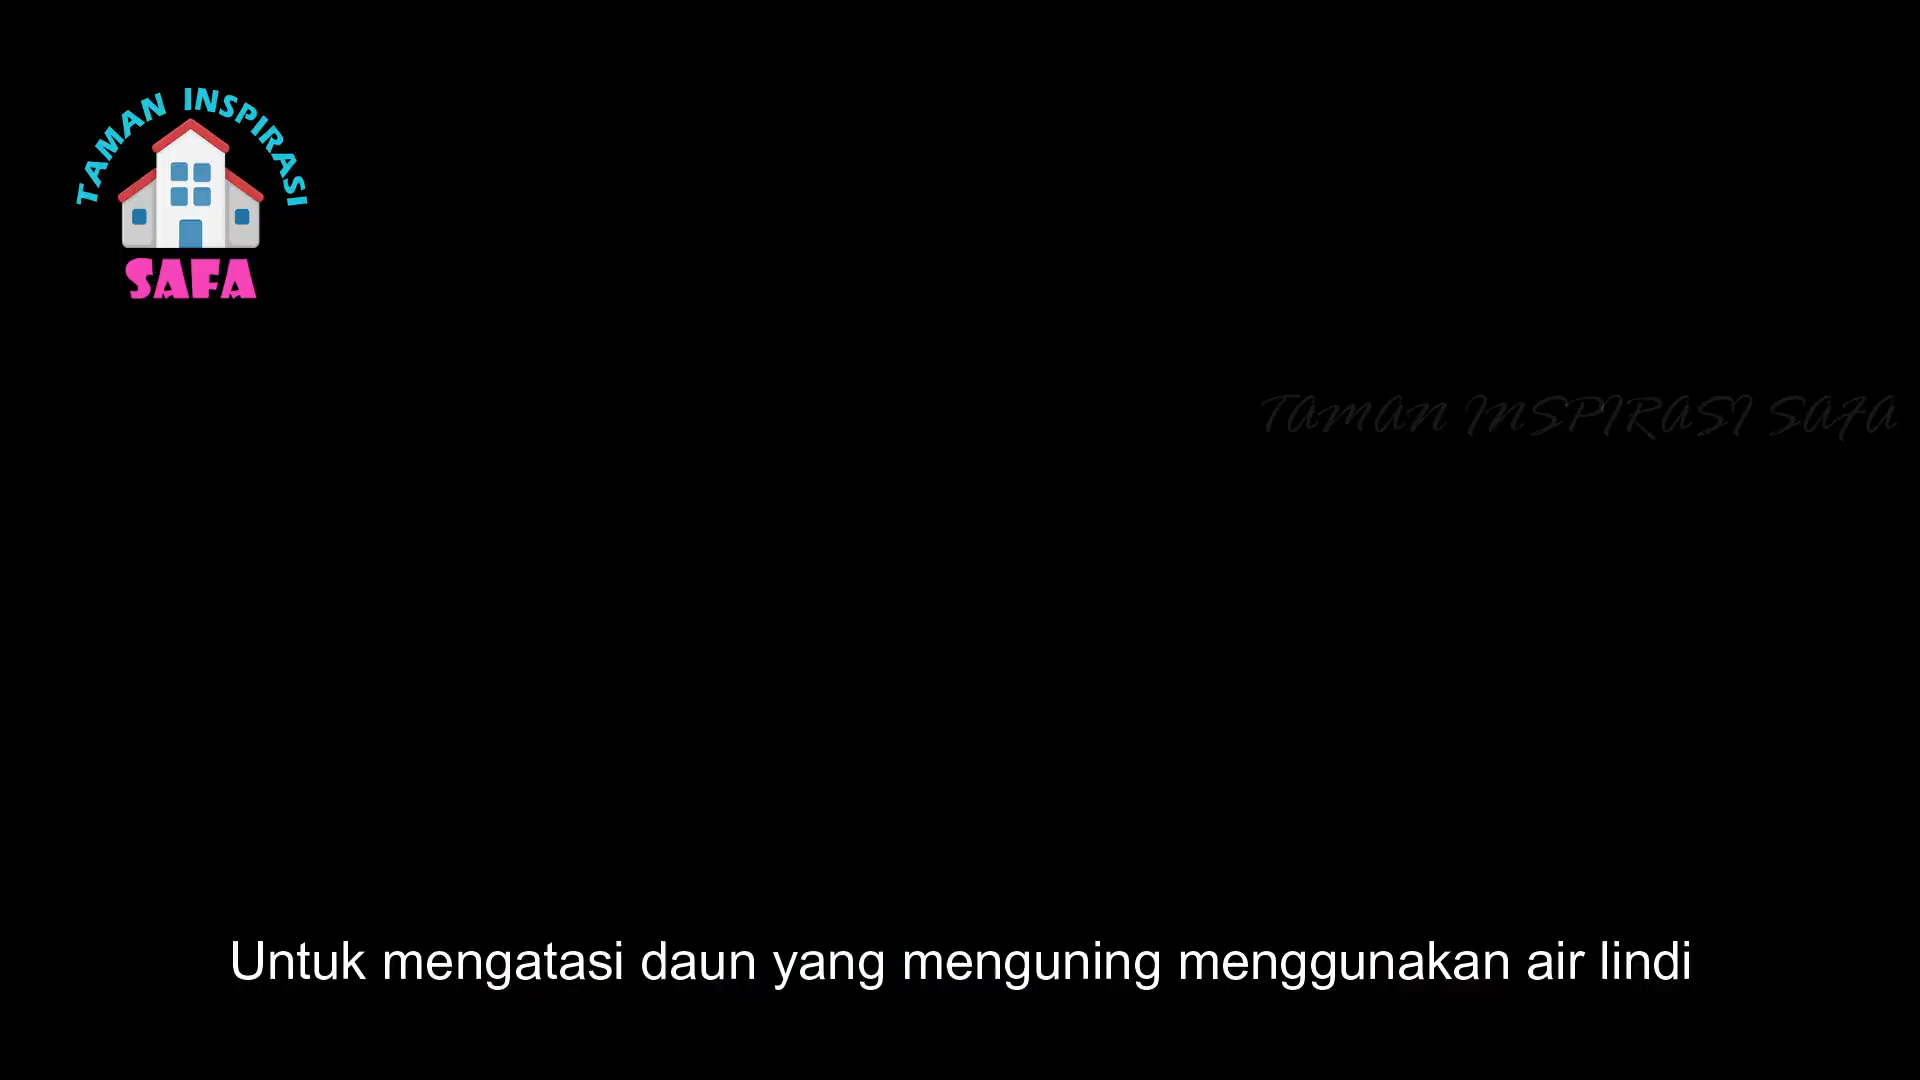 TAMAN INSPIRASI
SAFA
TAMAN INSPIRASI SAFA
Untuk mengatasi daun yang menguning menggunakan air lindi